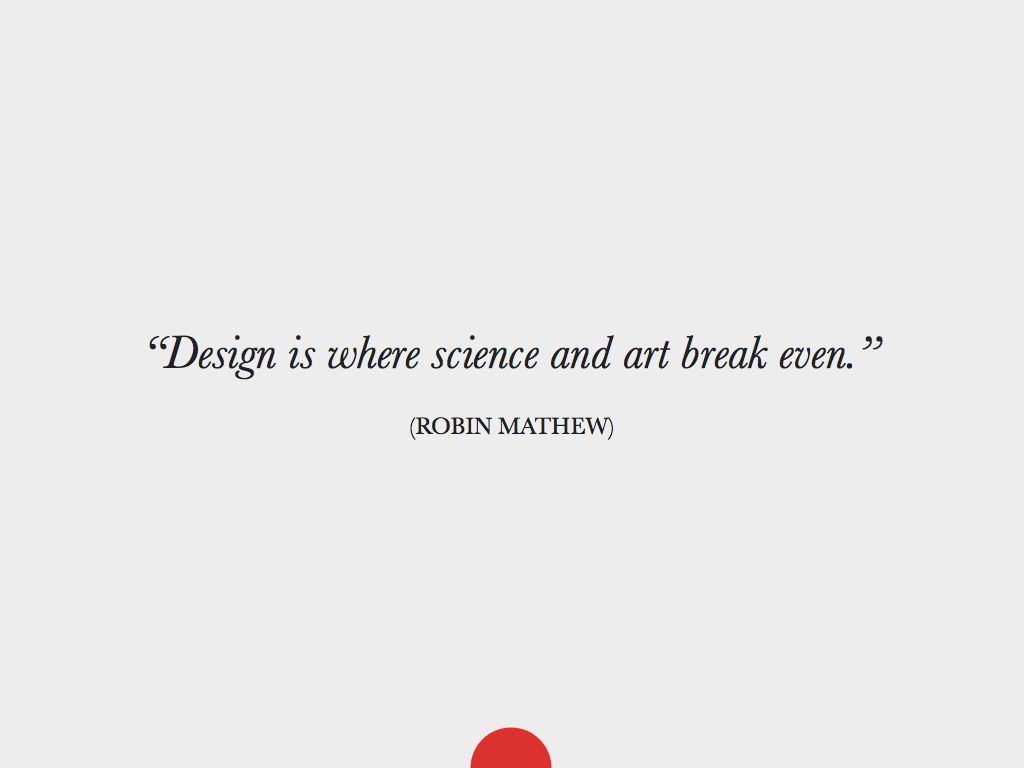 “Design is where science and art break even.”
(ROBIN MATHEW)